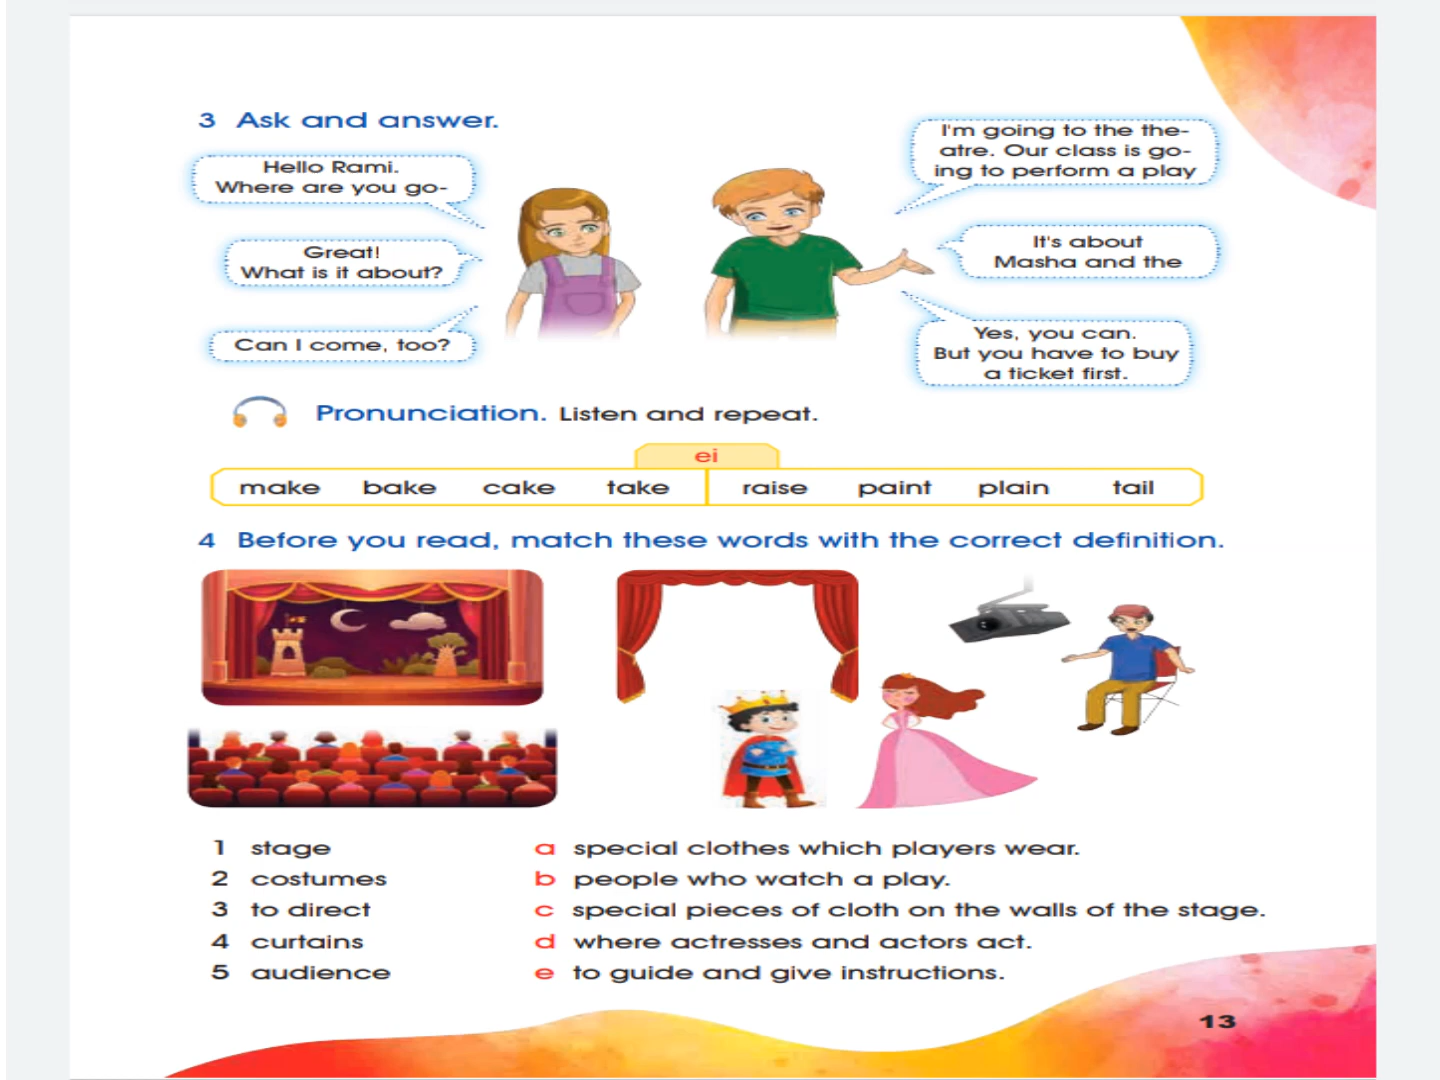 3 Ask and answer.
Hello Rami.
Where are you go-
I'm going to the the-
atre. Our class is go-
ing to perform a play
Great!
What is it about?
It's about
Masha and the
Can I come, too?
Yes, you can.
But you have to buy
a ticket first.
Pronunciation. Listen and repeat.
ei
make bake cake take raise paint plain tail
4 Before you read, match these words with the correct definition.
1 stage a special clothes which players wear.
2 costumes b people who watch a play.
3 to direct c special pieces of cloth on the walls of the stage.
4 curtains d where actresses and actors act.
5 audience e to guide and give instructions.
13